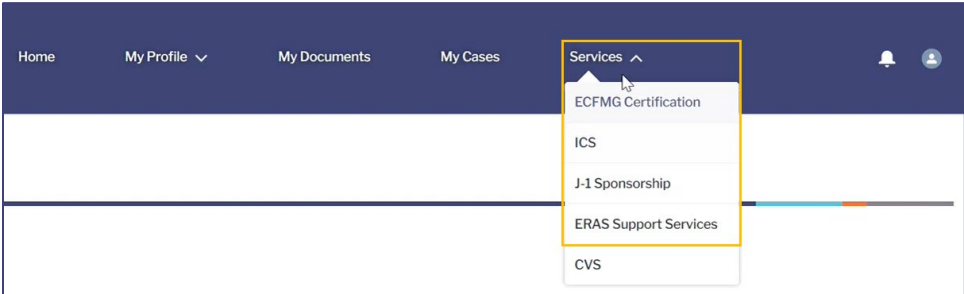 Home My Profile My Documents My Cases Services
ECFMG Certification
ICS
J-1 Sponsorship
ERAS Support Services
CVS